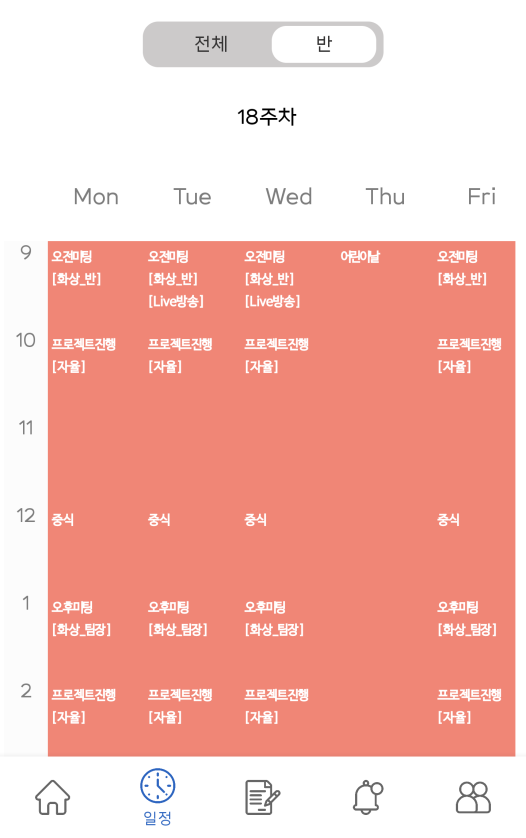 전체 반
18주차
Mon Tue Wed Thu Fri
9 오전미팅 오전미팅 오전미팅 어린이날 오전미팅
[화상_반] [화상_반] [화상_반] [화상_반]
[Live방송] [Live방송]
10 프로젝트진행 프로젝트진행 프로젝트진행 프로젝트진행
[자율] [자율] [자율] [자율]
11
12 중식 중식 중식 중식
1 오후미팅 오후미팅 오후미팅 오후미팅
[화상_팀장] [화상_팀장] [화상_팀장] [화상_팀장]
2 프로젝트진행 프로젝트진행 프로젝트진행 프로젝트진행
[자율] [자율] [자율] [자율]
일정